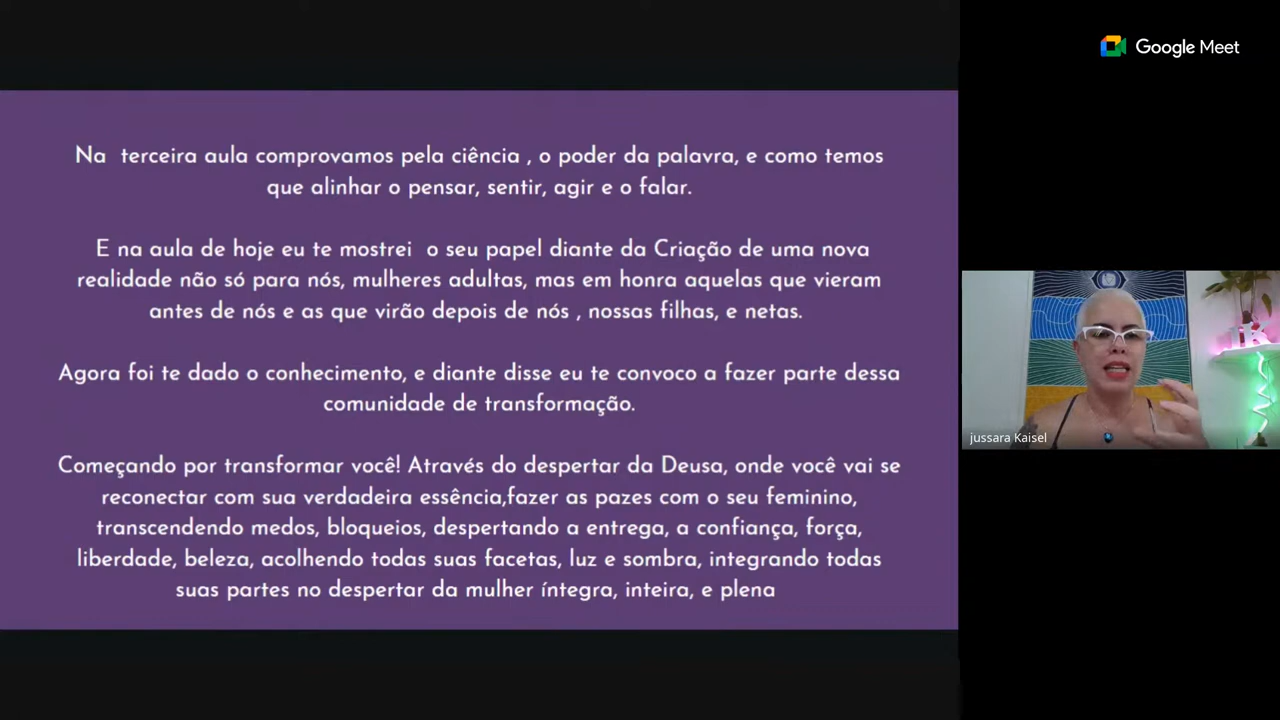 Google Meet
Na terceira aula comprovamos pela ciência , o poder da palavra, e como temos
que alinhar o pensar, sentir, agir e o falar.
E na aula de hoje eu te mostrei o seu papel diante da Criação de uma nova
realidade não só para nós, mulheres adultas, mas em honra aquelas que vieram
antes de nós e as que virão depois de nós , nossas filhas, e netas.
Agora foi te dado o conhecimento, e diante disse eu te convoco a fazer parte dessa
comunidade de transformação.
Começando por transformar você! Através do despertar da Deusa, onde você vai se
reconectar com sua verdadeira essência,fazer as pazes com o seu feminino,
transcendendo medos, bloqueios, despertando a entrega, a confiança, força,
liberdade, beleza, acolhendo todas suas facetas, luz e sombra, integrando todas
suas partes no despertar da mulher íntegra, inteira, e plena
jussara Kaisel